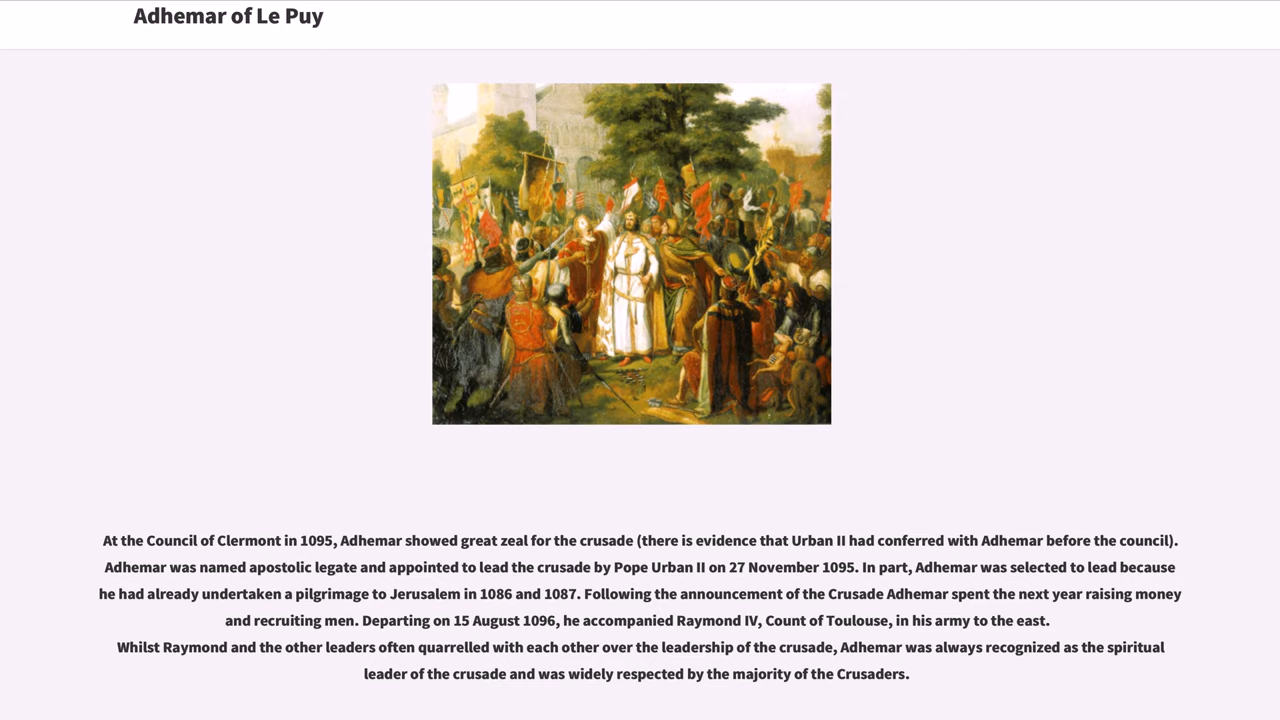 Adhemar of Le Puy
At the Council of Clermont in 1095, Adhemar showed great zeal for the crusade (there is evidence that Urban II had conferred with Adhemar before the council).
Adhemar was named apostolic legate and appointed to lead the crusade by Pope Urban II on 27 November 1095. In part, Adhemar was selected to lead because
he had already undertaken a pilgrimage to Jerusalem in 1086 and 1087. Following the announcement of the Crusade Adhemar spent the next year raising money
and recruiting men. Departing on 15 August 1096, he accompanied Raymond IV, Count of Toulouse, in his army to the east.
Whilst Raymond and the other leaders often quarrelled with each other over the leadership of the crusade, Adhemar was always recognized as the spiritual
leader of the crusade and was widely respected by the majority of the Crusaders.